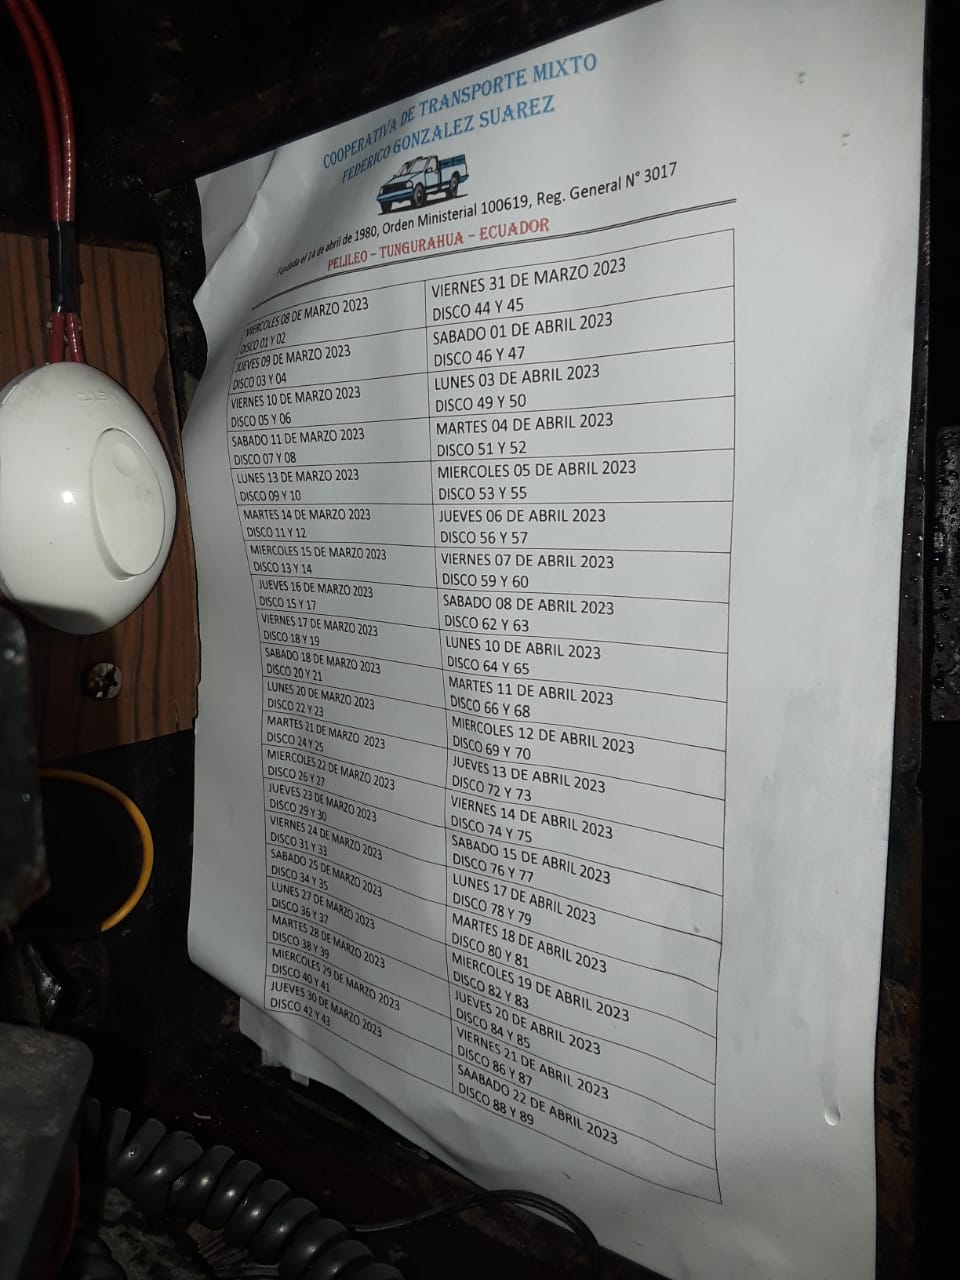 COOPERATIVA DE TRANSPORTE MIXTO
FEDERICO GONZALEZ SUAREZ
Fundada el 14 de abril de 1980, Orden Ministerial 100619, Reg. General N° 3017
PELILEO – TUNGURAHUA – ECUADOR
MIERCOLES 08 DE MARZO 2023
DISCO 01 Y 02
JUEVES 09 DE MARZO 2023
DISCO 03 Y 04
VIERNES 10 DE MARZO 2023
DISCO 05 Y 06
SABADO 11 DE MARZO 2023
DISCO 07 Y 08
LUNES 13 DE MARZO 2023
DISCO 09 Y 10
MARTES 14 DE MARZO 2023
DISCO 11 Y 12
MIERCOLES 15 DE MARZO 2023
DISCO 13 Y 14
JUEVES 16 DE MARZO 2023
DISCO 15 Y 17
VIERNES 17 DE MARZO 2023
DISCO 18 Y 19
SABADO 18 DE MARZO 2023
DISCO 20 Y 21
LUNES 20 DE MARZO 2023
DISCO 22 Y 23
MARTES 21 DE MARZO 2023
DISCO 24 Y 25
MIERCOLES 22 DE MARZO 2023
DISCO 26 Y 27
JUEVES 23 DE MARZO 2023
DISCO 29 Y 30
VIERNES 24 DE MARZO 2023
DISCO 31 Y 33
SABADO 25 DE MARZO 2023
DISCO 34 Y 35
LUNES 27 DE MARZO 2023
DISCO 36 Y 37
MARTES 28 DE MARZO 2023
DISCO 38 Y 39
MIERCOLES 29 DE MARZO 2023
DISCO 40 Y 41
JUEVES 30 DE MARZO 2023
DISCO 42 Y 43
VIERNES 31 DE MARZO 2023
DISCO 44 Y 45
SABADO 01 DE ABRIL 2023
DISCO 46 Y 47
LUNES 03 DE ABRIL 2023
DISCO 49 Y 50
MARTES 04 DE ABRIL 2023
DISCO 51 Y 52
MIERCOLES 05 DE ABRIL 2023
DISCO 53 Y 55
JUEVES 06 DE ABRIL 2023
DISCO 56 Y 57
VIERNES 07 DE ABRIL 2023
DISCO 59 Y 60
SABADO 08 DE ABRIL 2023
DISCO 62 Y 63
LUNES 10 DE ABRIL 2023
DISCO 64 Y 65
MARTES 11 DE ABRIL 2023
DISCO 66 Y 68
MIERCOLES 12 DE ABRIL 2023
DISCO 69 Y 70
JUEVES 13 DE ABRIL 2023
DISCO 72 Y 73
VIERNES 14 DE ABRIL 2023
DISCO 74 Y 75
SABADO 15 DE ABRIL 2023
DISCO 76 Y 77
LUNES 17 DE ABRIL 2023
DISCO 78 Y 79
MARTES 18 DE ABRIL 2023
DISCO 80 Y 81
MIERCOLES 19 DE ABRIL 2023
DISCO 82 Y 83
JUEVES 20 DE ABRIL 2023
DISCO 84 Y 85
VIERNES 21 DE ABRIL 2023
DISCO 86 Y 87
SAABADO 22 DE ABRIL 2023
DISCO 88 Y 89